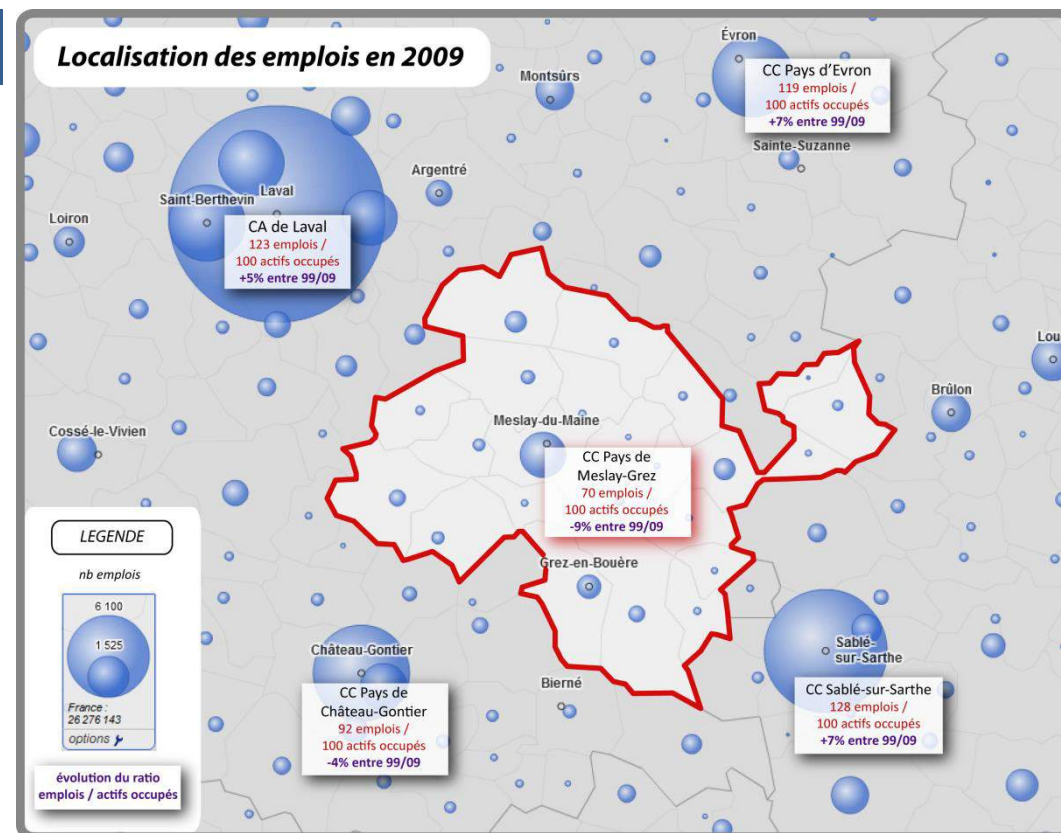 Localisation des emplois en 2009
Évron
CC Pays d'Evron
119 emplois /
100 actifs occupés
+7% entre 99/09
Montsûrs
Sainte-Suzanne
Argentré
Saint-Berthevin
Laval
Loiron
CA de Laval
123 emplois /
100 actifs occupés
+5% entre 99/09
Lou
Brûlon
Cossé-le-Vivien
Meslay-du-Maine
CC Pays de
Meslay-Grez
70 emplois /
100 actifs occupés
-9% entre 99/09
Grez-en-Bouère
Château-Gontier
CC Pays de
Château-Gontier
92 emplois /
100 actifs occupés
-4% entre 99/09
Bierné
Sablé-
sur-Sarthe
CC Sablé-sur-Sarthe
128 emplois /
100 actifs occupés
+7% entre 99/09
LEGENDE
nb emplois
6 100
1 525
France :
26 276 143
options
évolution du ratio
emplois / actifs occupés